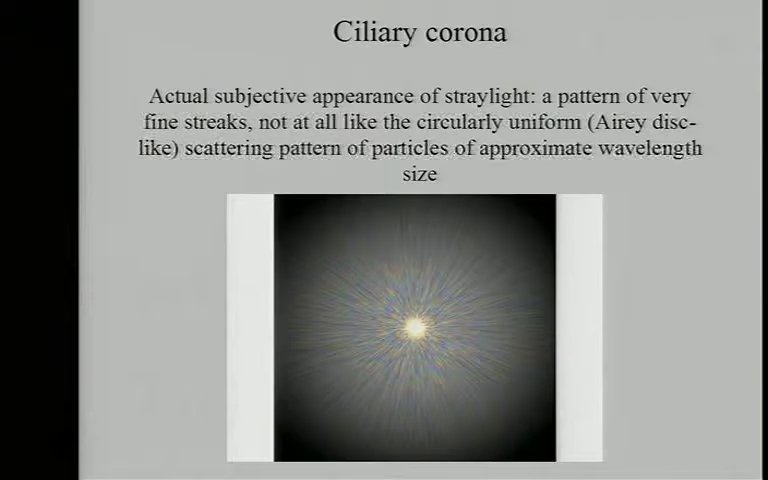 Ciliary corona
Actual subjective appearance of straylight: a pattern of very
fine streaks, not at all like the circularly uniform (Airey disc-
like) scattering pattern of particles of approximate wavelength
size